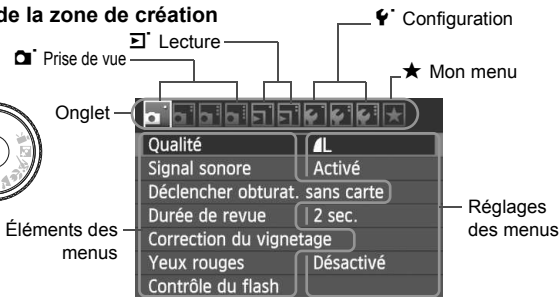 de la zone de création
Configuration
Lecture
Prise de vue
★ Mon menu
Onglet
Qualité L
Signal sonore Activé
Déclencher obturat. sans carte
Durée de revue 2 sec.
Correction du vignetage
Yeux rouges Désactivé
Contrôle du flash
Éléments des
menus
Réglages
des menus